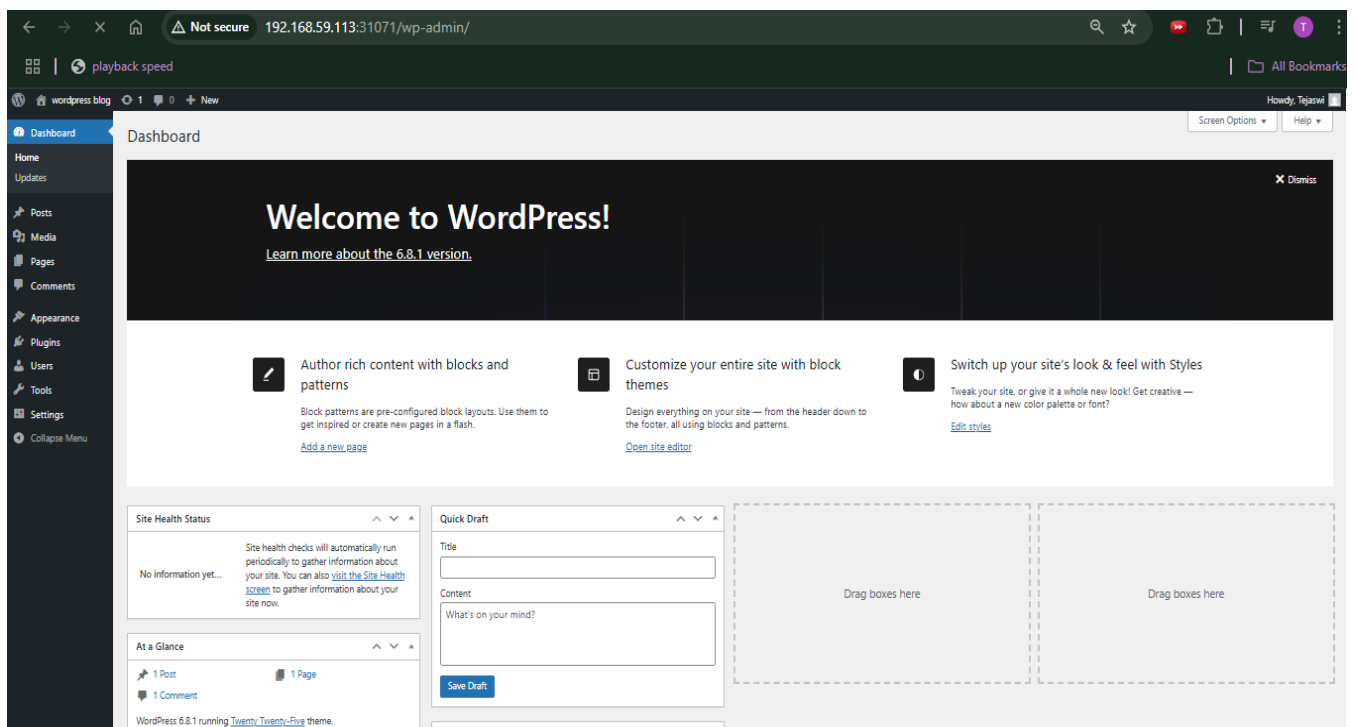 Not secure 192.168.59.113:31071/wp-admin/
T
playback speed
All Bookmarks
wordpress blog 1 0 + New
Howdy, Tejaswi
Dashboard
Home
Updates
Posts
Media
Pages
Comments
Appearance
Plugins
Users
Tools
Settings
Collapse Menu
Dashboard
Screen Options
Help
Dismiss
Welcome to WordPress!
Learn more about the 6.8.1 version.
Author rich content with blocks and
patterns
Block patterns are pre-configured block layouts. Use them to
get inspired or create new pages in a flash.
Add a new page
Customize your entire site with block
themes
Design everything on your site — from the header down to
the footer, all using blocks and patterns.
Open site editor
Switch up your site's look & feel with Styles
Tweak your site, or give it a whole new look! Get creative —
how about a new color palette or font?
Edit styles
Site Health Status
No information yet...
Site health checks will automatically run
periodically to gather information about
your site. You can also visit the Site Health
screen to gather information about your
site now.
At a Glance
1 Post
1 Page
1 Comment
WordPress 6.8.1 running Twenty Twenty-Five theme.
Quick Draft
Title
Content
What's on your mind?
Save Draft
Drag boxes here
Drag boxes here